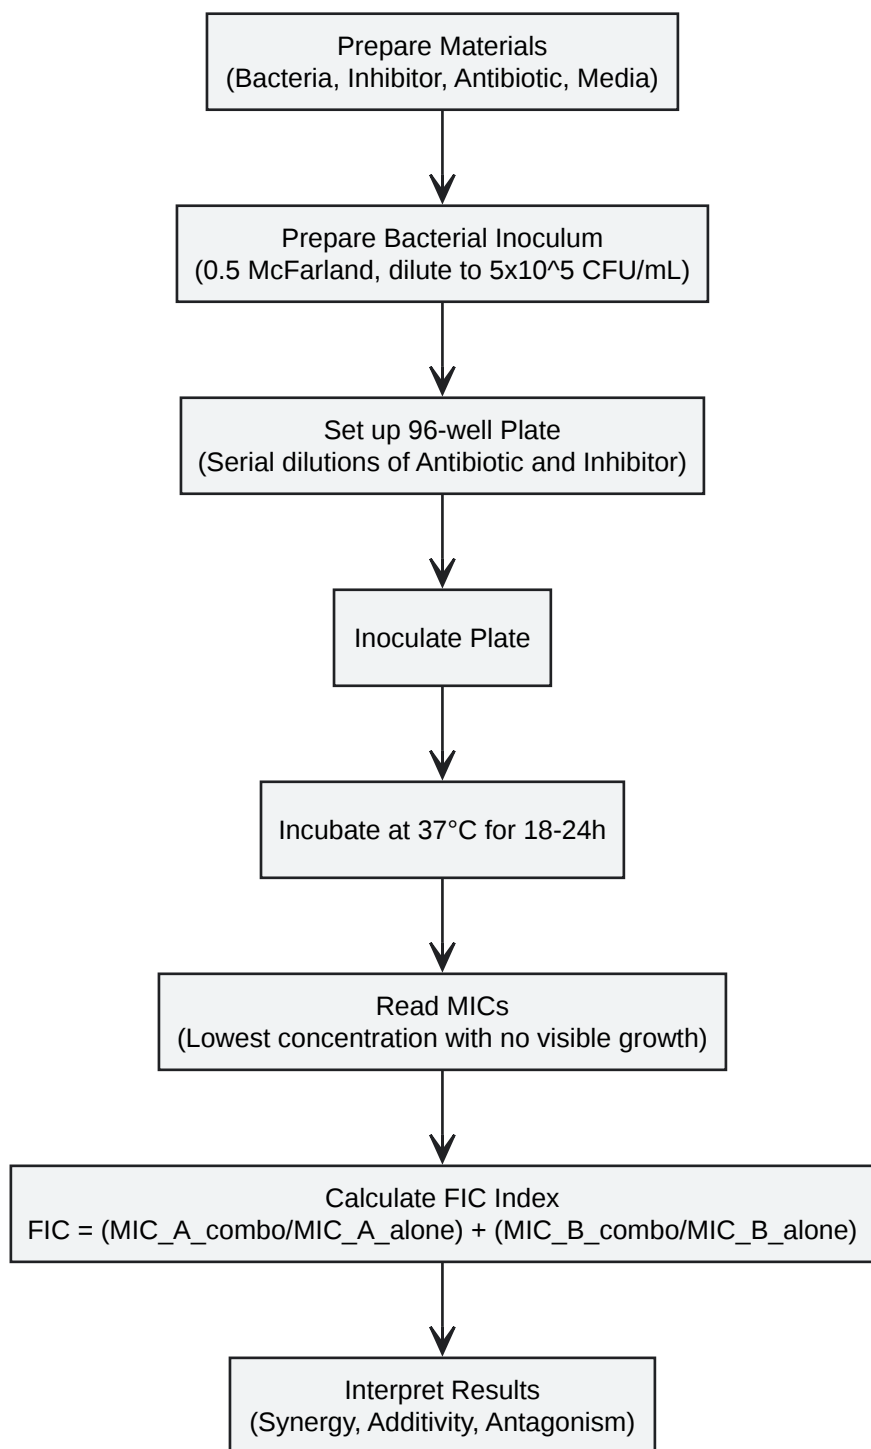 Prepare Materials
(Bacteria, Inhibitor, Antibiotic, Media)
Prepare Bacterial Inoculum
(0.5 McFarland, dilute to 5x10^5 CFU/mL)
Set up 96-well Plate
(Serial dilutions of Antibiotic and Inhibitor)
Inoculate Plate
Incubate at 37°C for 18-24h
Read MICs
(Lowest concentration with no visible growth)
Calculate FIC Index
FIC = (MIC_A_combo/MIC_A_alone) + (MIC_B_combo/MIC_B_alone)
Interpret Results
(Synergy, Additivity, Antagonism)